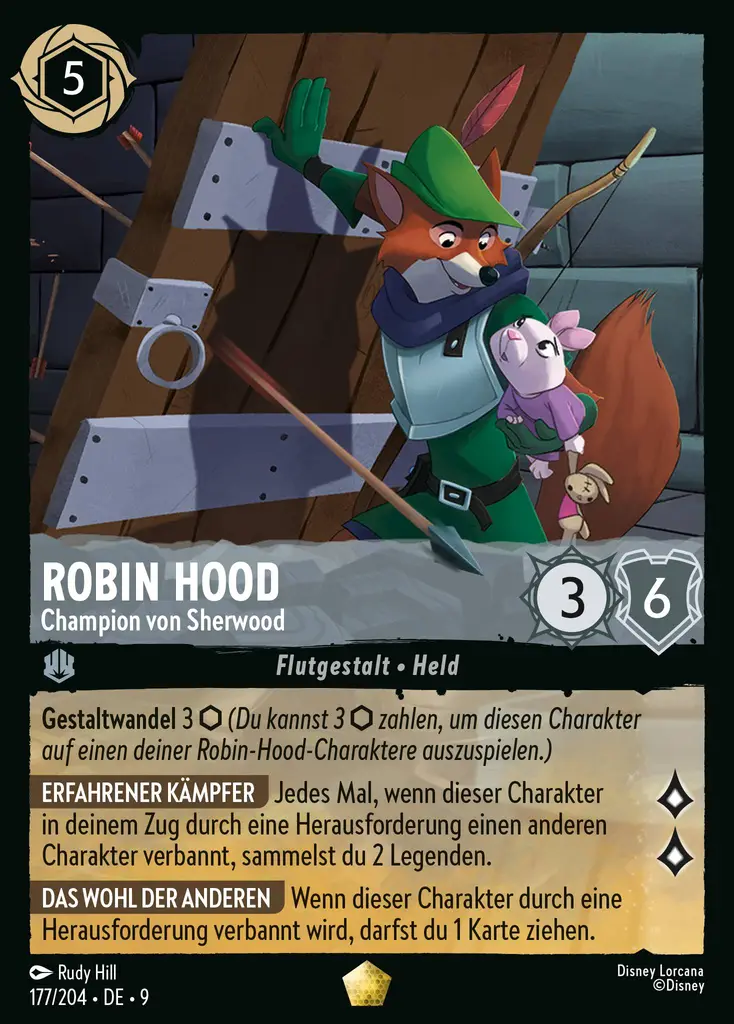 5
ROBIN HOOD
Champion von Sherwood
3
6
Flutgestalt • Held
Gestaltwandel 3 ⬡ (Du kannst 3 ⬡ zahlen, um diesen Charakter
auf einen deiner Robin-Hood-Charaktere auszuspielen.)
ERFAHRENER KÄMPFER Jedes Mal, wenn dieser Charakter
in deinem Zug durch eine Herausforderung einen anderen
Charakter verbannt, sammelst du 2 Legenden.
DAS WOHL DER ANDEREN Wenn dieser Charakter durch eine
Herausforderung verbannt wird, darfst du 1 Karte ziehen.
Rudy Hill
177/204 • DE • 9
Disney Lorcana
©Disney